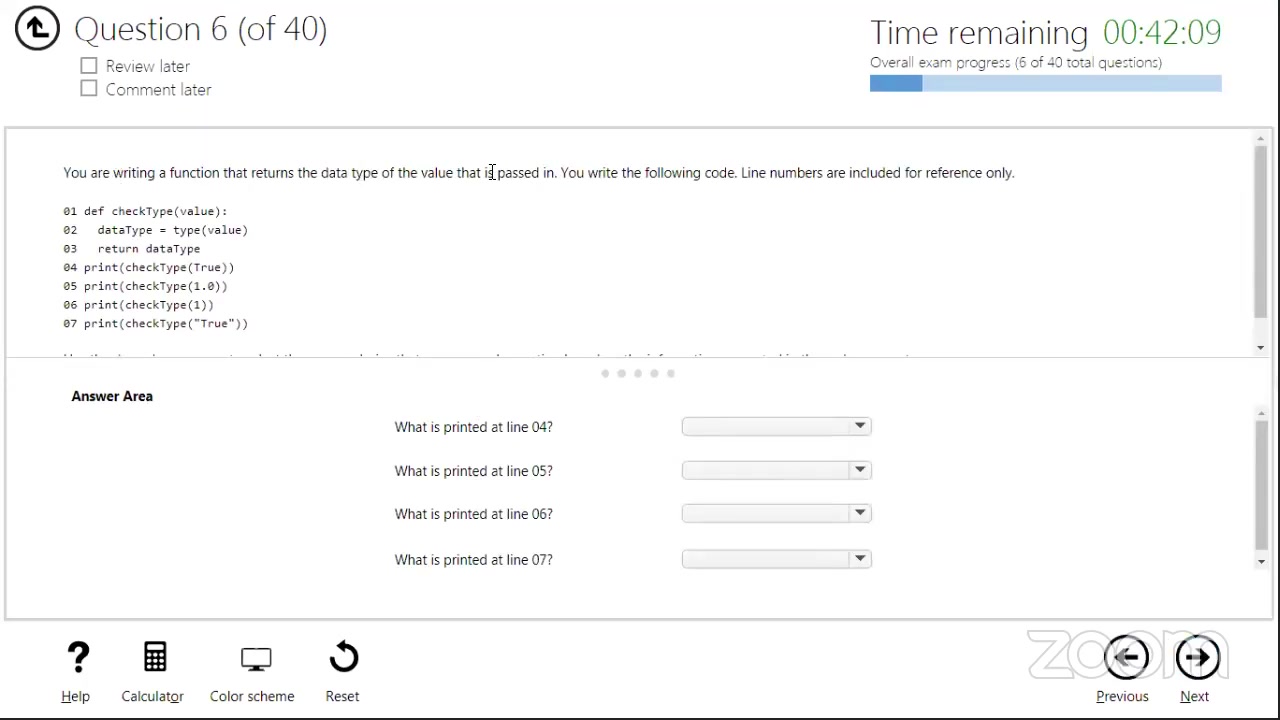 Question 6 (of 40)
Review later
Comment later
Time remaining 00:42:09
Overall exam progress (6 of 40 total questions)
You are writing a function that returns the data type of the value that is passed in. You write the following code. Line numbers are included for reference only.
01 def checkType(value):
02   dataType = type(value)
03   return dataType
04 print(checkType(True))
05 print(checkType(1.0))
06 print(checkType(1))
07 print(checkType("True"))
Answer Area
What is printed at line 04?
What is printed at line 05?
What is printed at line 06?
What is printed at line 07?
zoom
? Help
Calculator
Color scheme
Reset
Previous
Next